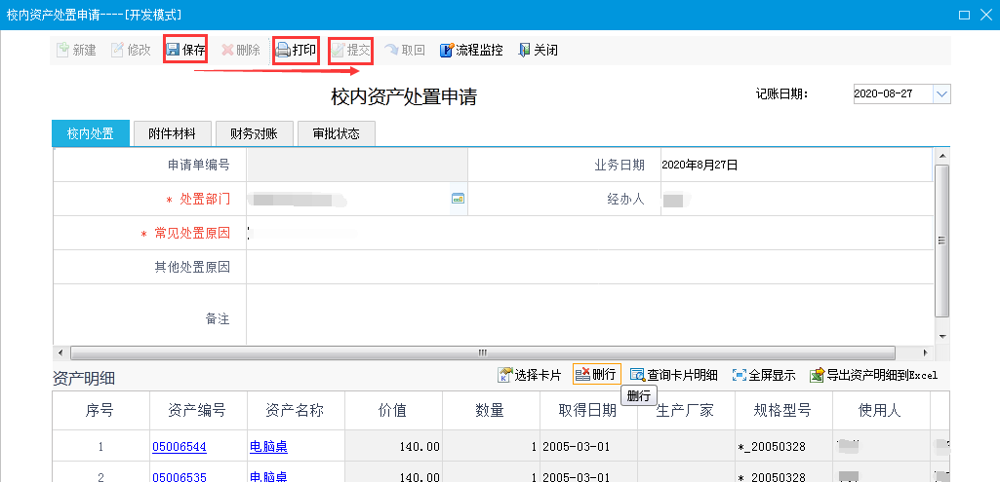 校内资产处置申请----[开发模式]
新建 修改 保存 删除 打印 提交 取回 流程监控 关闭
校内资产处置申请 记账日期： 2020-08-27
校内处置 附件材料 财务对账 审批状态
申请单编号 业务日期 2020年8月27日
* 处置部门 经办人
* 常见处置原因
其他处置原因
备注
资产明细 选择卡片 删行 查询卡片明细 全屏显示 导出资产明细到Excel
删行
序号 资产编号 资产名称 价值 数量 取得日期 生产厂家 规格型号 使用人
1 05006544 电脑桌 140.00 1 2005-03-01 *_20050328
2 05006535 电脑桌 140.00 1 2005-03-01 *_20050328